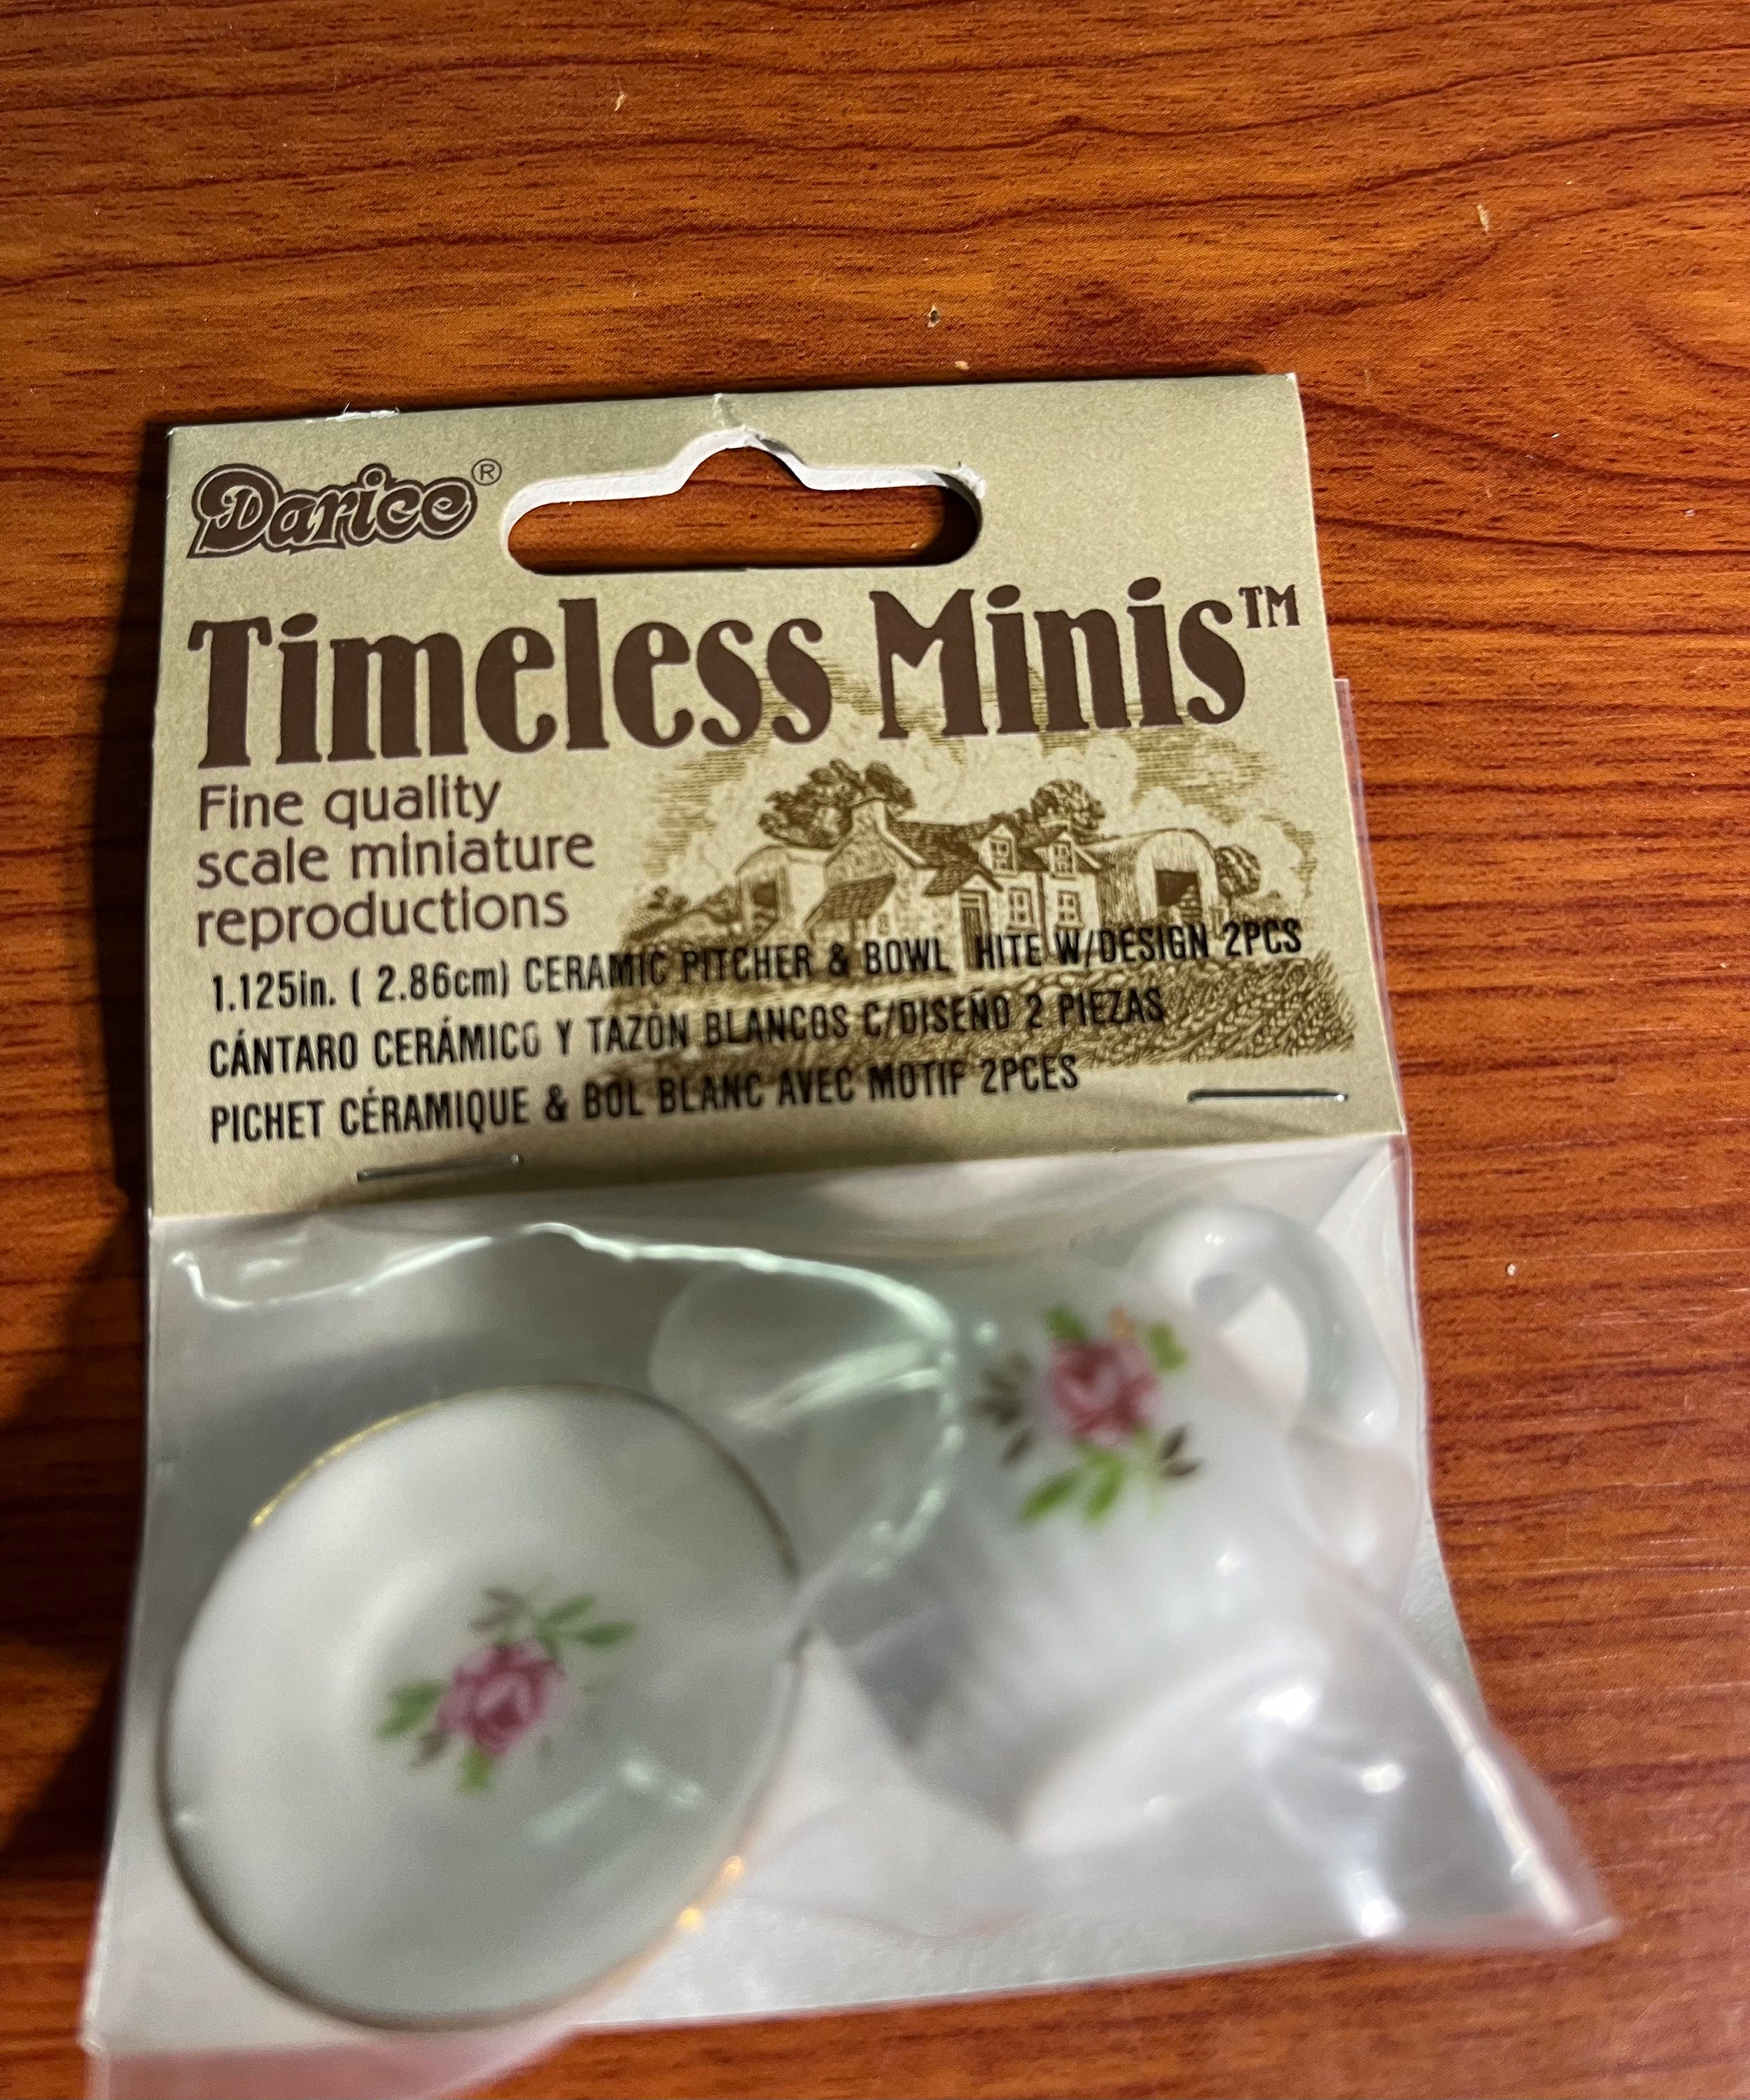 Darice®
Timeless Minis™
Fine quality
scale miniature
reproductions
1.125in. ( 2.86cm) CERAMIC PITCHER & BOWL HITE W/DESIGN 2PCS
CÁNTARO CERÁMICO Y TAZÓN BLANCOS C/DISEÑO 2 PIEZAS
PICHET CÉRAMIQUE & BOL BLANC AVEC MOTIF 2PCES